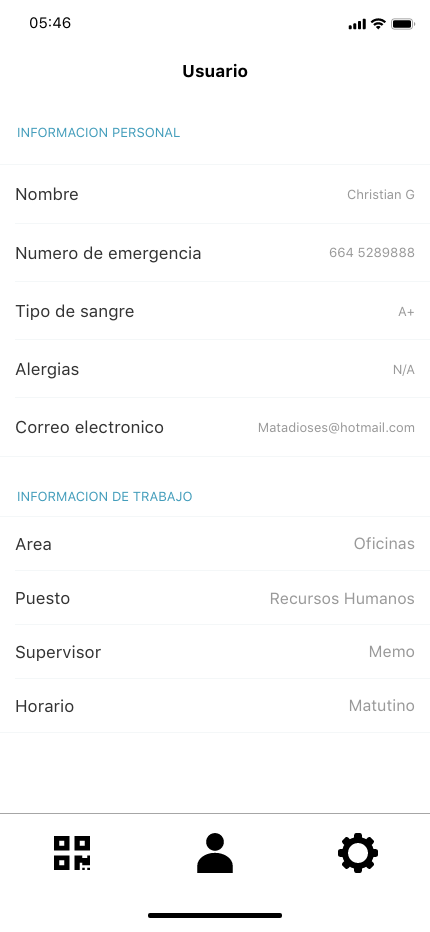 05:46
Usuario
INFORMACION PERSONAL
Nombre Christian G
Numero de emergencia 664 5289888
Tipo de sangre A+
Alergias N/A
Correo electronico Matadioses@hotmail.com
INFORMACION DE TRABAJO
Area Oficinas
Puesto Recursos Humanos
Supervisor Memo
Horario Matutino